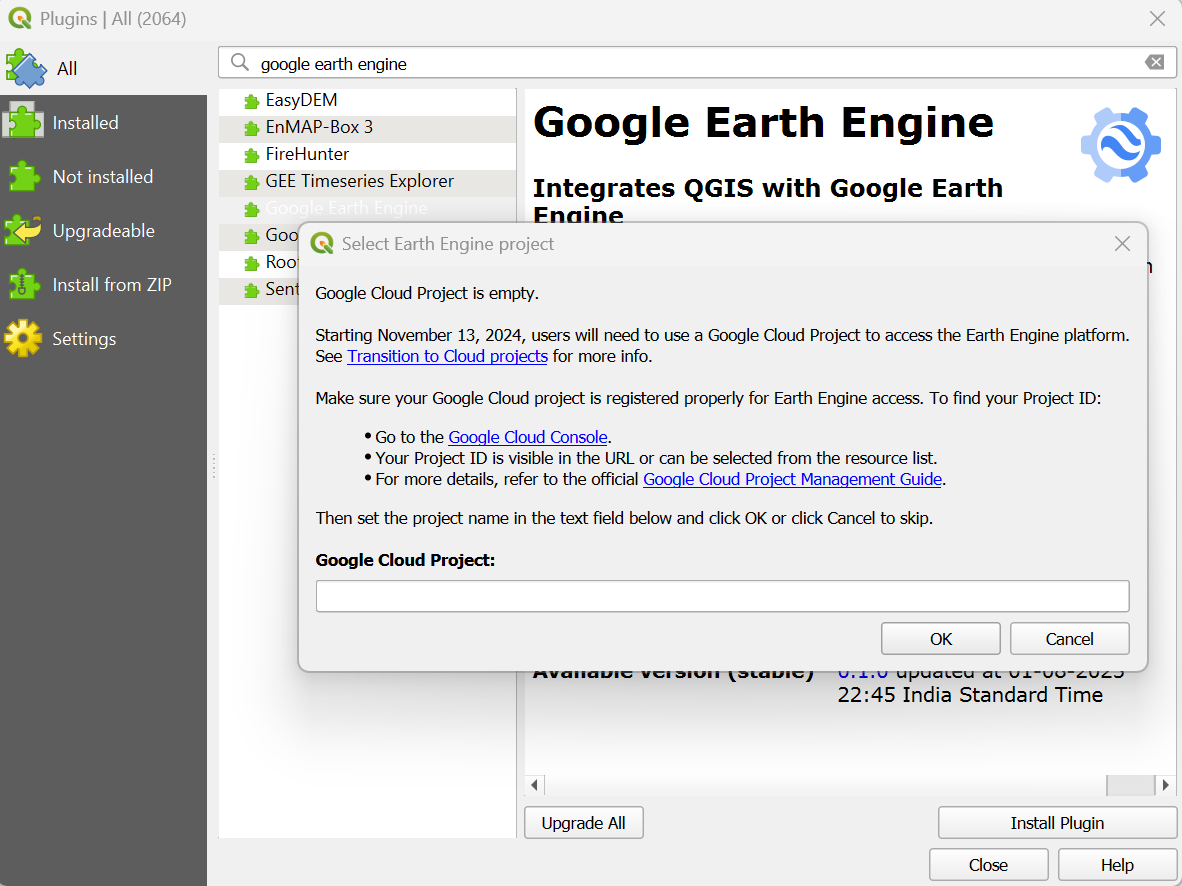 Plugins | All (2064)
All
Installed
Not installed
Upgradeable
Install from ZIP
Settings
google earth engine
EasyDEM
EnMAP-Box 3
FireHunter
GEE Timeseries Explorer
Google Earth Engine
Goo
Root
Sent
Google Earth Engine
Integrates QGIS with Google Earth
Engine
Select Earth Engine project
Google Cloud Project is empty.
Starting November 13, 2024, users will need to use a Google Cloud Project to access the Earth Engine platform.
See Transition to Cloud projects for more info.
Make sure your Google Cloud project is registered properly for Earth Engine access. To find your Project ID:
• Go to the Google Cloud Console.
• Your Project ID is visible in the URL or can be selected from the resource list.
• For more details, refer to the official Google Cloud Project Management Guide.
Then set the project name in the text field below and click OK or click Cancel to skip.
Google Cloud Project:
OK
Cancel
Available version (stable) 0.1.0 updated at 01-08-2025
22:45 India Standard Time
Upgrade All
Install Plugin
Close
Help